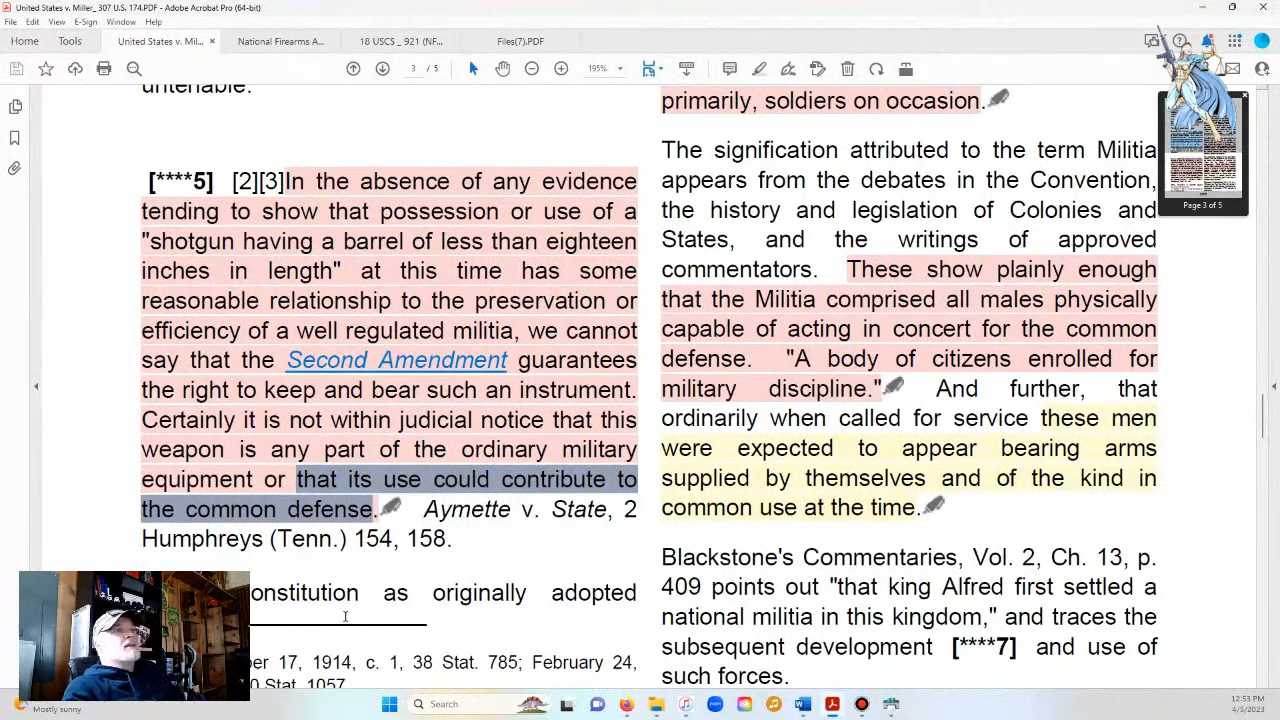 United States v. Miller_ 307 U.S. 174.PDF - Adobe Acrobat Pro (64-bit)
File Edit View Sign Window Help
Home Tools United States v. Mil... × National Firearms A... 18 USCS _ 921 (NF... Files(7).PDF
3 / 5 195%
untenable.
[****5] [2][3]In the absence of any evidence
tending to show that possession or use of a
"shotgun having a barrel of less than eighteen
inches in length" at this time has some
reasonable relationship to the preservation or
efficiency of a well regulated militia, we cannot
say that the Second Amendment guarantees
the right to keep and bear such an instrument.
Certainly it is not within judicial notice that this
weapon is any part of the ordinary military
equipment or that its use could contribute to
the common defense. Aymette v. State, 2
Humphreys (Tenn.) 154, 158.
onstitution as originally adopted
er 17, 1914, c. 1, 38 Stat. 785; February 24,
0 Stat. 1057.
primarily, soldiers on occasion.
The signification attributed to the term Militia
appears from the debates in the Convention,
the history and legislation of Colonies and
States, and the writings of approved
commentators. These show plainly enough
that the Militia comprised all males physically
capable of acting in concert for the common
defense. "A body of citizens enrolled for
military discipline." And further, that
ordinarily when called for service these men
were expected to appear bearing arms
supplied by themselves and of the kind in
common use at the time.
Blackstone's Commentaries, Vol. 2, Ch. 13, p.
409 points out "that king Alfred first settled a
national militia in this kingdom," and traces the
subsequent development [****7] and use of
such forces.
Page 3 of 5
Mostly sunny
Search
12:53 PM
4/5/2023